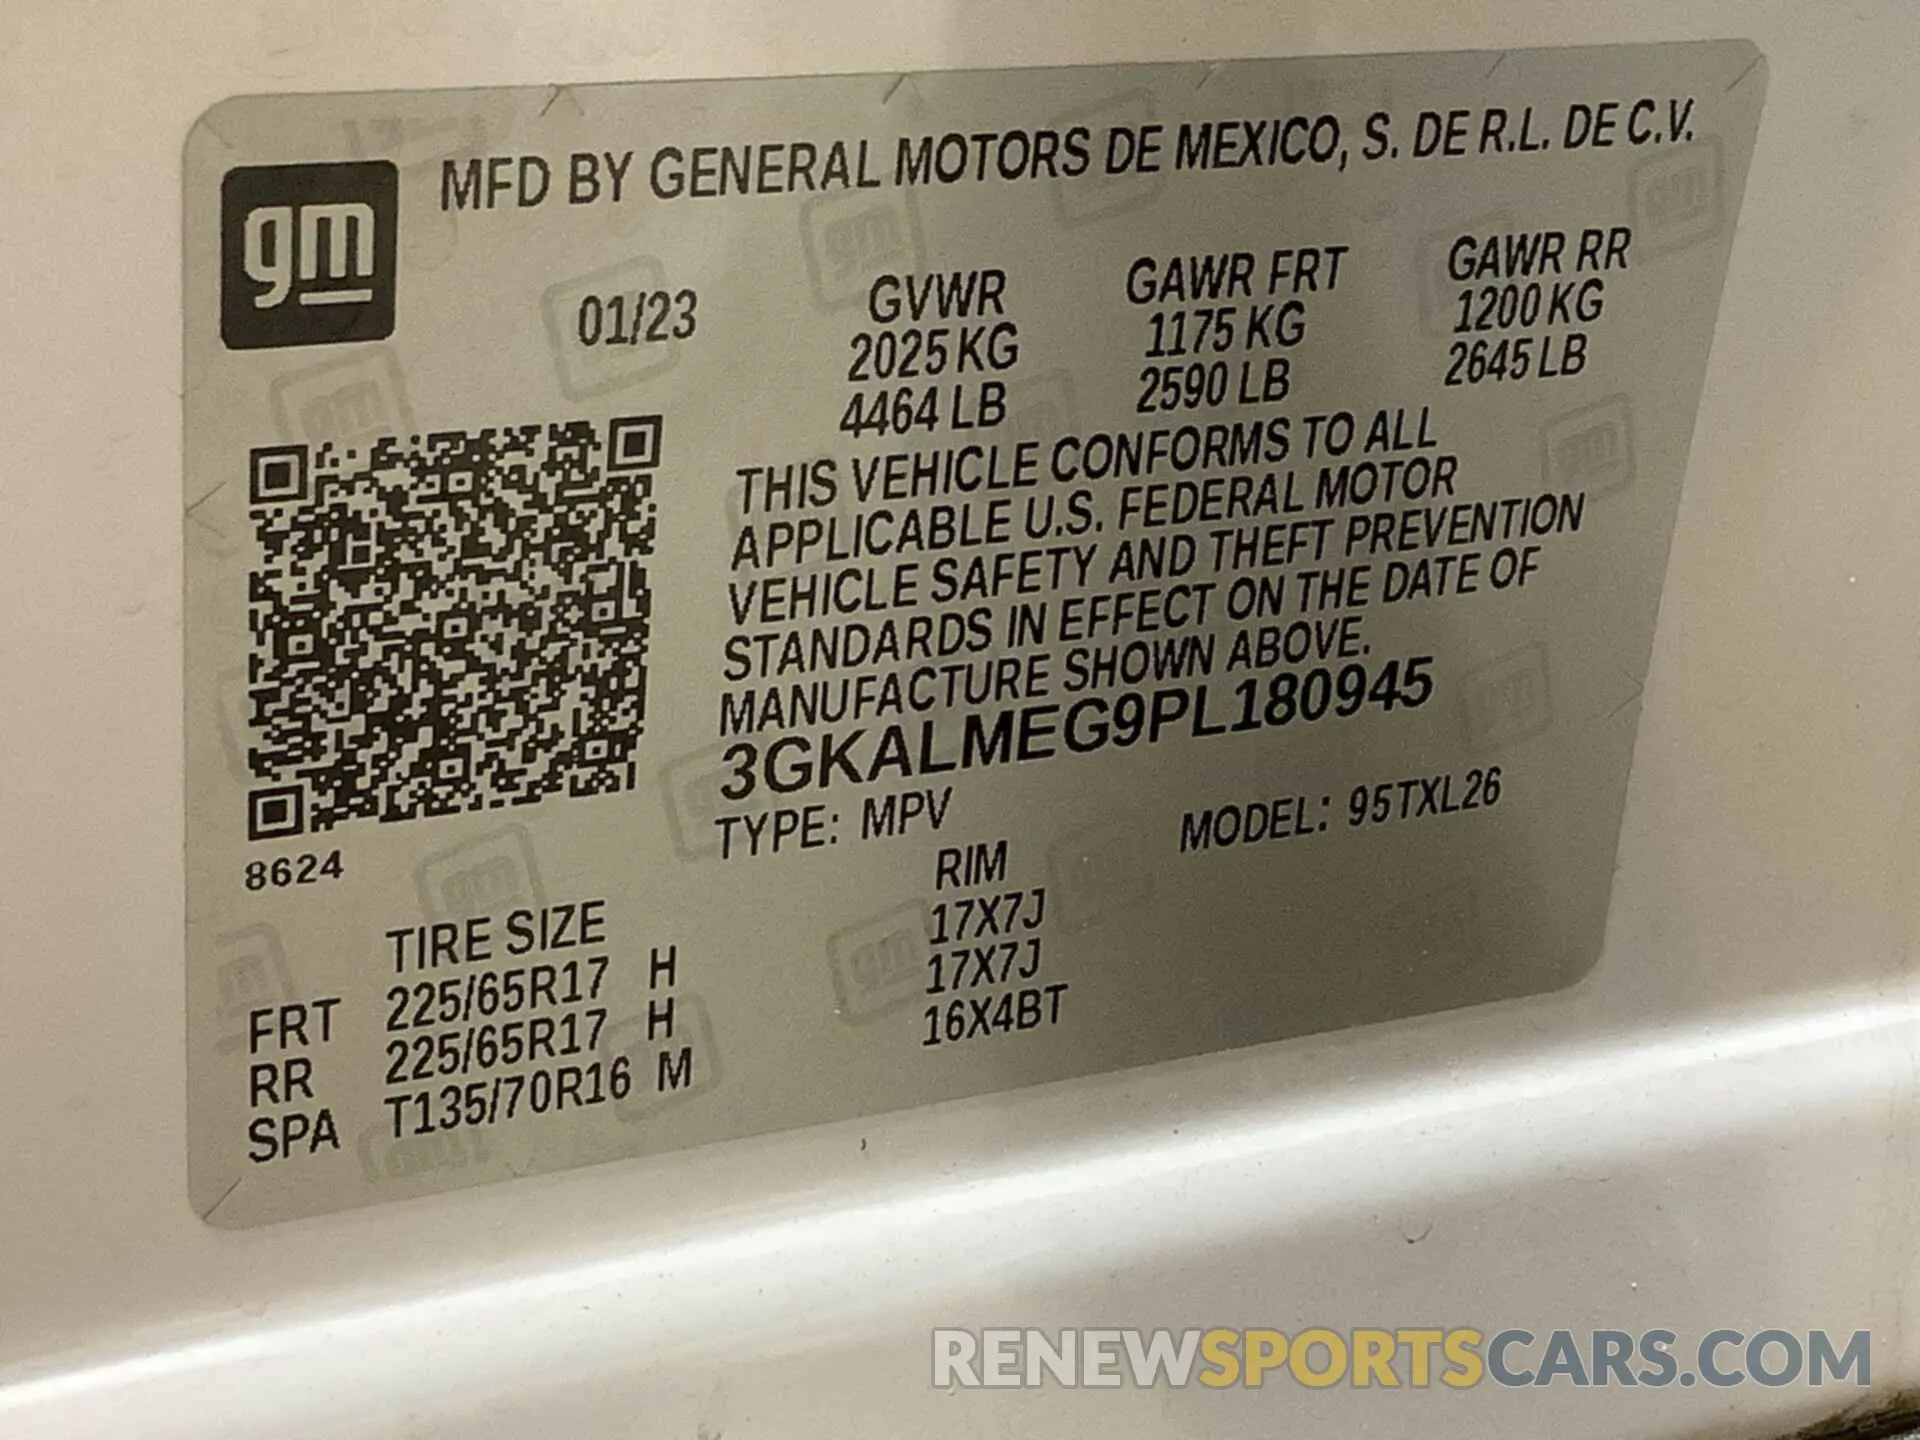 gm
MFD BY GENERAL MOTORS DE MEXICO, S. DE R.L. DE C.V.
01/23 GVWR GAWR FRT GAWR RR
2025 KG 1175 KG 1200 KG
4464 LB 2590 LB 2645 LB
THIS VEHICLE CONFORMS TO ALL
APPLICABLE U.S. FEDERAL MOTOR
VEHICLE SAFETY AND THEFT PREVENTION
STANDARDS IN EFFECT ON THE DATE OF
MANUFACTURE SHOWN ABOVE.
3GKALMEG9PL180945
TYPE: MPV MODEL: 95TXL26
8624
TIRE SIZE RIM
FRT 225/65R17 H 17X7J
RR 225/65R17 H 17X7J
SPA T135/70R16 M 16X4BT
RENEWSPORTSCARS.COM